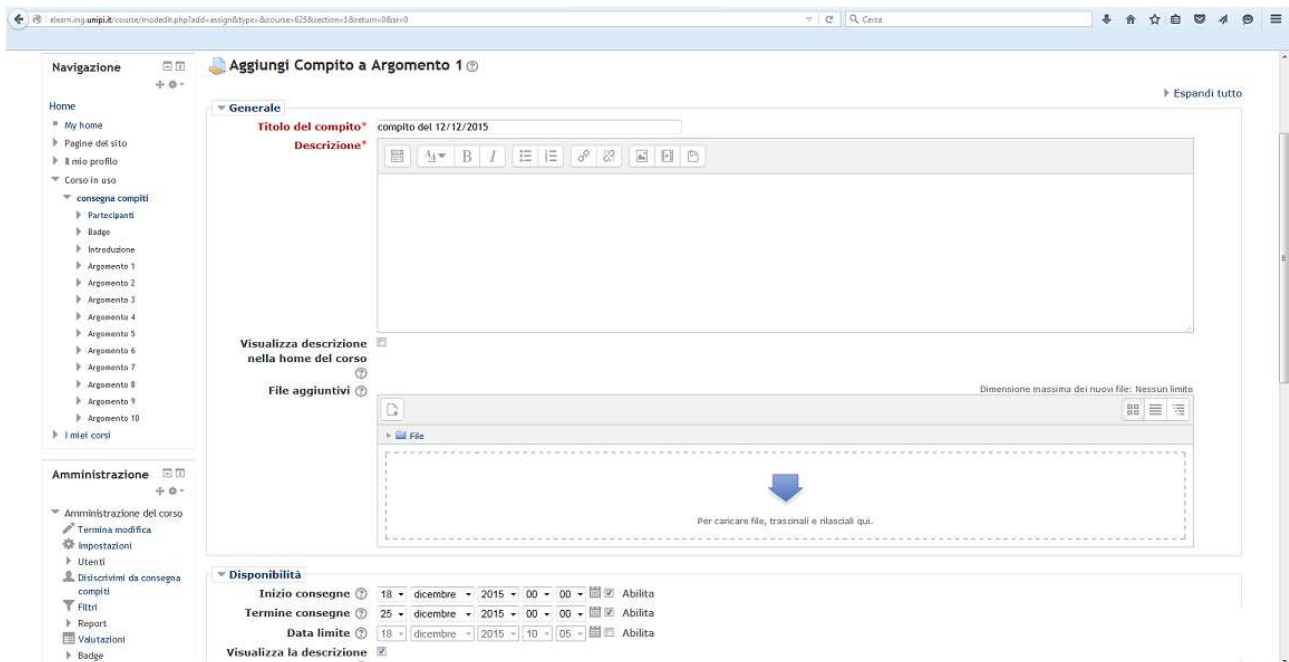 elearn.ing.unipi.it/course/modedit.php?add=assign&type=&course=625&section=1&return=0&sr=0
Cerca
Navigazione
Home
My home
Pagine del sito
Il mio profilo
Corso in uso
consegna compiti
Partecipanti
Badge
Introduzione
Argomento 1
Argomento 2
Argomento 3
Argomento 4
Argomento 5
Argomento 6
Argomento 7
Argomento 8
Argomento 9
Argomento 10
I miei corsi
Amministrazione
Amministrazione del corso
Termina modifica
Impostazioni
Utenti
Disiscrivimi da consegna
compiti
Filtri
Report
Valutazioni
Badge
Aggiungi Compito a Argomento 1
Espandi tutto
Generale
Titolo del compito* compito del 12/12/2015
Descrizione*
Visualizza descrizione
nella home del corso
File aggiuntivi
Dimensione massima dei nuovi file: Nessun limite
File
Per caricare file, trascinali e rilasciali qui.
Disponibilità
Inizio consegne 18 dicembre 2015 00 00 Abilita
Termine consegne 25 dicembre 2015 00 00 Abilita
Data limite 18 dicembre 2015 10 05 Abilita
Visualizza la descrizione